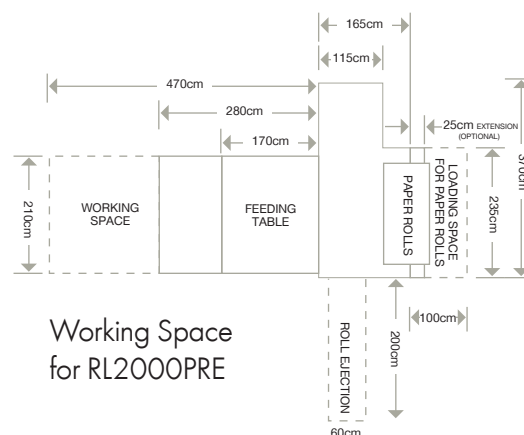 165cm
115cm
470cm
280cm
25cm EXTENSION
(OPTIONAL)
170cm
370cm
210cm
WORKING
SPACE
FEEDING
TABLE
PAPER ROLLS
LOADING SPACE
FOR PAPER ROLLS
235cm
100cm
Working Space
for RL2000PRE
ROLL EJECTION
200cm
60cm